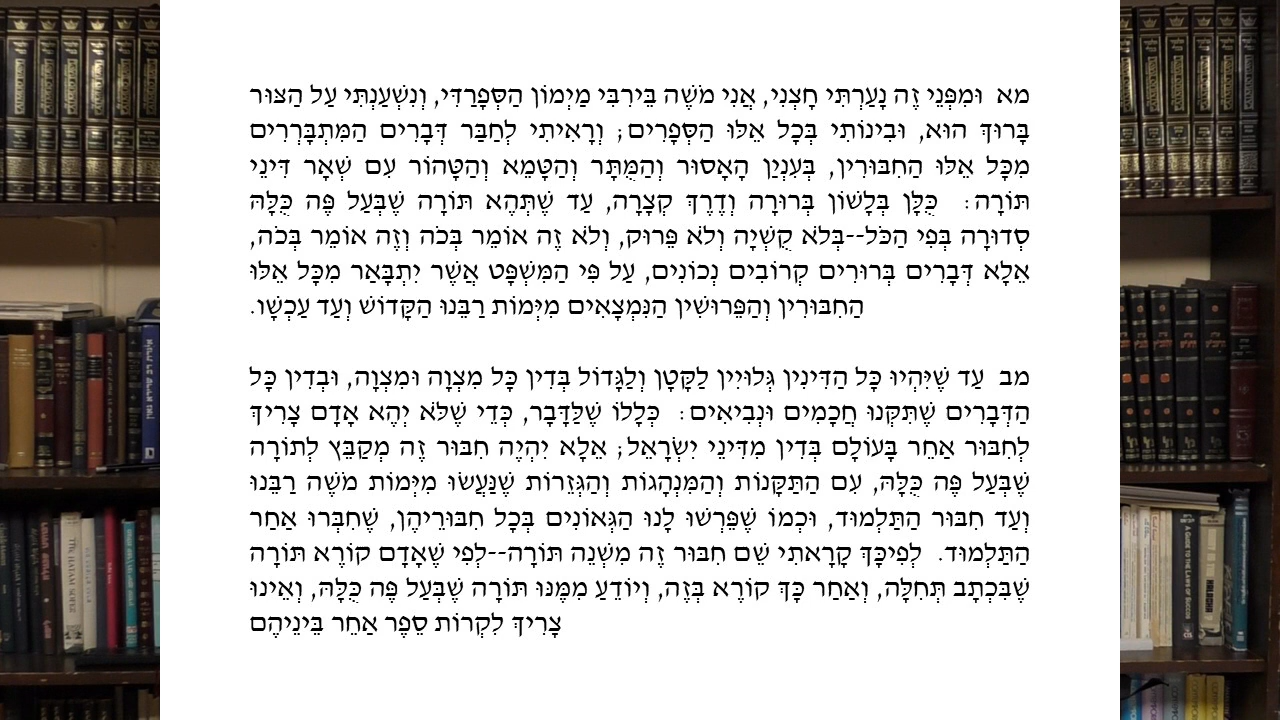 מא  וּמִפְּנֵי זֶה נָעַרְתִּי חָצְנִי, אֲנִי מֹשֶׁה בֵּירִבִּי מַיְמוֹן הַסְּפָרַדִּי, וְנִשְׁעַנְתִּי עַל הַצּוּר
בָּרוּךְ הוּא, וּבִינוֹתִי בְּכָל אֵלּוּ הַסְּפָרִים; וְרָאִיתִי לְחַבַּר דְּבָרִים הַמִּתְבָּרְרִים
מִכָּל אֵלּוּ הַחִבּוּרִין, בְּעִנְיַן הָאָסוּר וְהַמֻּתָּר וְהַטָּמֵא וְהַטָּהוֹר עִם שְׁאָר דִּינֵי
תּוֹרָה:  כֻּלָּן בְּלָשׁוֹן בְּרוּרָה וְדֶרֶךְ קְצָרָה, עַד שֶׁתְּהֶא תּוֹרָה שֶׁבְּעַל פֶּה כֻּלָּהּ
סְדוּרָה בְּפִי הַכֹּל--בְּלֹא קֻשְׁיָה וְלֹא פֵּרוּק, וְלֹא זֶה אוֹמֵר בְּכֹה וְזֶה אוֹמֵר בְּכֹה,
אֵלָא דְּבָרִים בְּרוּרִים קְרוֹבִים נְכוֹנִים, עַל פִּי הַמִּשְׁפָּט אֲשֶׁר יִתְבָּאַר מִכָּל אֵלּוּ
הַחִבּוּרִין וְהַפֵּרוּשִׁין הַנִּמְצָאִים מִיְּמוֹת רַבֵּנוּ הַקָּדוֹשׁ וְעַד עַכְשָׁו.
מב  עַד שֶׁיִּהְיוּ כָּל הַדִּינִין גְּלוּיִין לַקָּטָן וְלַגָּדוֹל בְּדִין כָּל מִצְוָה וּמִצְוָה, וּבְדִין כָּל
הַדְּבָרִים שֶׁתִּקְּנוּ חֲכָמִים וּנְבִיאִים:  כְּלָלוֹ שֶׁלַּדָּבָר, כְּדֵי שֶׁלֹּא יְהֶא אָדָם צָרִיךְ
לְחִבּוּר אַחֵר בָּעוֹלָם בְּדִין מִדִּינֵי יִשְׂרָאֵל; אֵלָא יִהְיֶה חִבּוּר זֶה מְקַבֵּץ לְתוֹרָה
שֶׁבְּעַל פֶּה כֻּלָּהּ, עִם הַתַּקָּנוֹת וְהַמִּנְהָגוֹת וְהַגְּזֵרוֹת שֶׁנַּעֲשׂוּ מִיְּמוֹת מֹשֶׁה רַבֵּנוּ
וְעַד חִבּוּר הַתַּלְמוּד, וּכְמוֹ שֶׁפֵּרְשׁוּ לָנוּ הַגְּאוֹנִים בְּכָל חִבּוּרֵיהֶן, שֶׁחִבְּרוּ אַחַר
הַתַּלְמוּד.  לְפִיכָּךְ קָרָאתִי שֵׁם חִבּוּר זֶה מִשְׁנֵה תּוֹרָה--לְפִי שֶׁאָדָם קוֹרֵא תּוֹרָה
שֶׁבִּכְתָב תְּחִלָּה, וְאַחַר כָּךְ קוֹרֵא בְּזֶה, וְיוֹדֵעַ מִמֶּנּוּ תּוֹרָה שֶׁבְּעַל פֶּה כֻּלָּהּ, וְאֵינוּ
צָרִיךְ לִקְרוֹת סֵפֶר אַחֵר בֵּינֵיהֶם